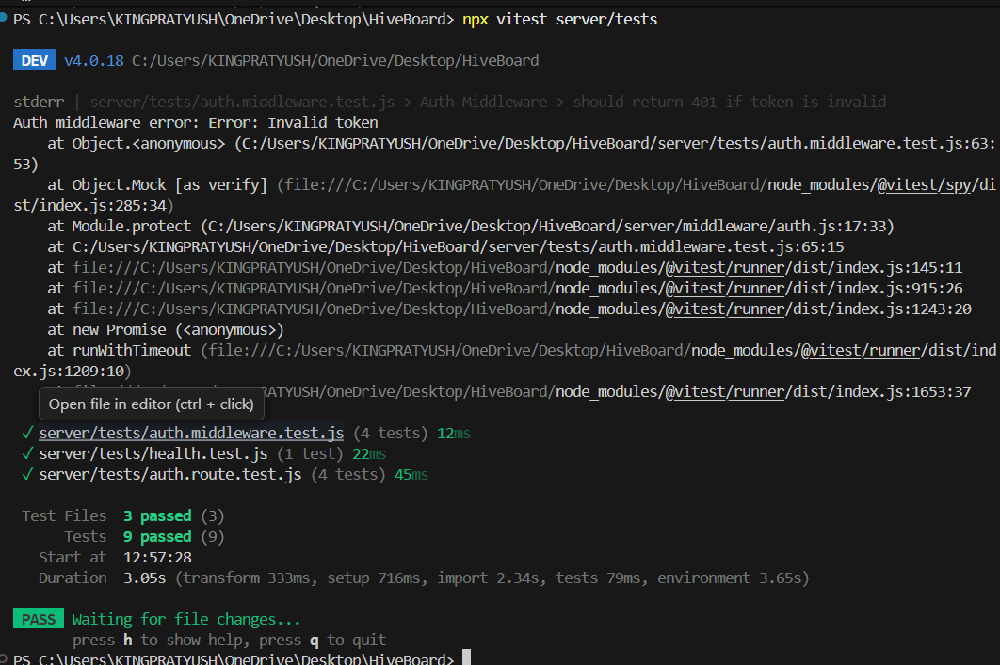 PS C:\Users\KINGPRATYUSH\OneDrive\Desktop\HiveBoard> npx vitest server/tests
DEV v4.0.18 C:/Users/KINGPRATYUSH/OneDrive/Desktop/HiveBoard
stderr | server/tests/auth.middleware.test.js > Auth Middleware > should return 401 if token is invalid
Auth middleware error: Error: Invalid token
at Object.<anonymous> (C:/Users/KINGPRATYUSH/OneDrive/Desktop/HiveBoard/server/tests/auth.middleware.test.js:63:
53)
at Object.Mock [as verify] (file:///C:/Users/KINGPRATYUSH/OneDrive/Desktop/HiveBoard/node_modules/@vitest/spy/di
st/index.js:285:34)
at Module.protect (C:/Users/KINGPRATYUSH/OneDrive/Desktop/HiveBoard/server/middleware/auth.js:17:33)
at C:/Users/KINGPRATYUSH/OneDrive/Desktop/HiveBoard/server/tests/auth.middleware.test.js:65:15
at file:///C:/Users/KINGPRATYUSH/OneDrive/Desktop/HiveBoard/node_modules/@vitest/runner/dist/index.js:145:11
at file:///C:/Users/KINGPRATYUSH/OneDrive/Desktop/HiveBoard/node_modules/@vitest/runner/dist/index.js:915:26
at file:///C:/Users/KINGPRATYUSH/OneDrive/Desktop/HiveBoard/node_modules/@vitest/runner/dist/index.js:1243:20
at new Promise (<anonymous>)
at runWithTimeout (file:///C:/Users/KINGPRATYUSH/OneDrive/Desktop/HiveBoard/node_modules/@vitest/runner/dist/ind
ex.js:1209:10)
RATYUSH/OneDrive/Desktop/HiveBoard/node_modules/@vitest/runner/dist/index.js:1653:37
Open file in editor (ctrl + click)
✓ server/tests/auth.middleware.test.js (4 tests) 12ms
✓ server/tests/health.test.js (1 test) 22ms
✓ server/tests/auth.route.test.js (4 tests) 45ms
Test Files 3 passed (3)
Tests 9 passed (9)
Start at 12:57:28
Duration 3.05s (transform 333ms, setup 716ms, import 2.34s, tests 79ms, environment 3.65s)
PASS Waiting for file changes...
press h to show help, press q to quit
PS C:\Users\KINGPRATYUSH\OneDrive\Desktop\HiveBoard>